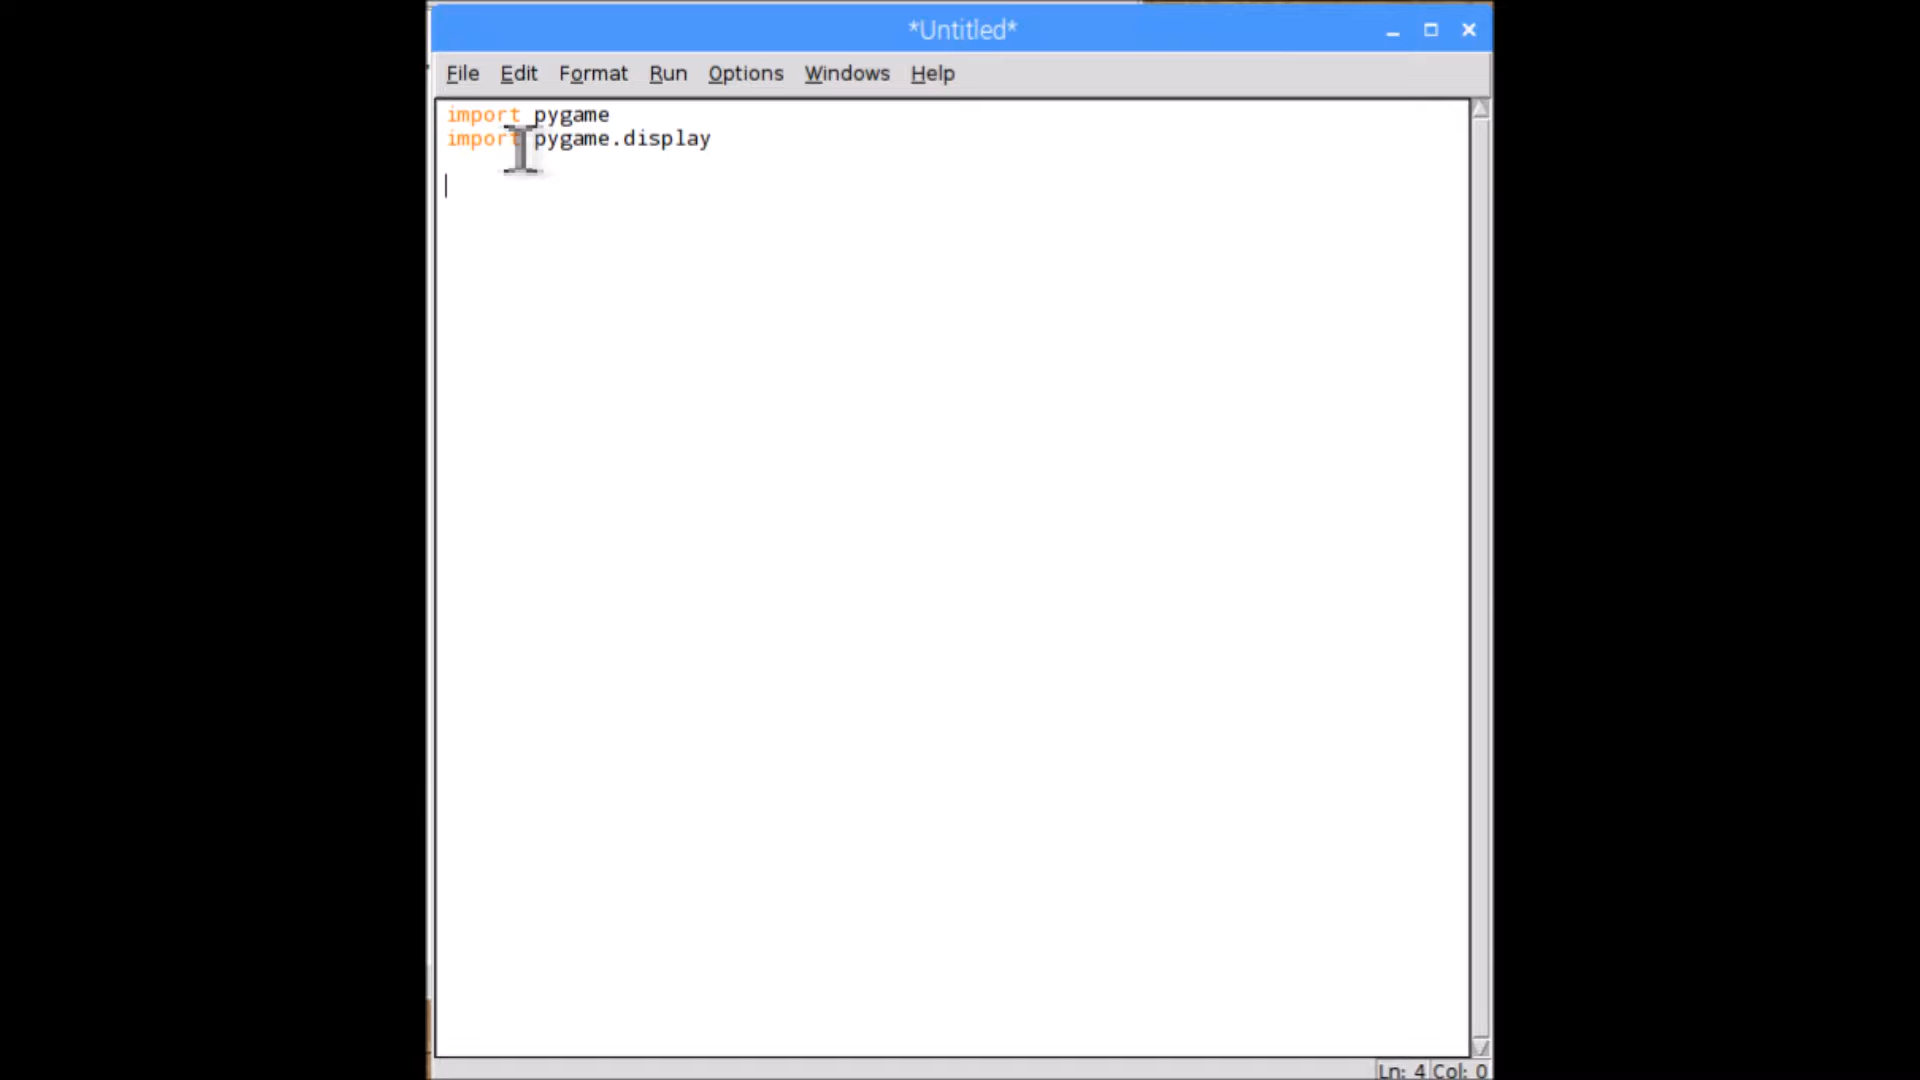 *Untitled*
File Edit Format Run Options Windows Help
import pygame
import pygame.display
Ln: 4 Col: 0